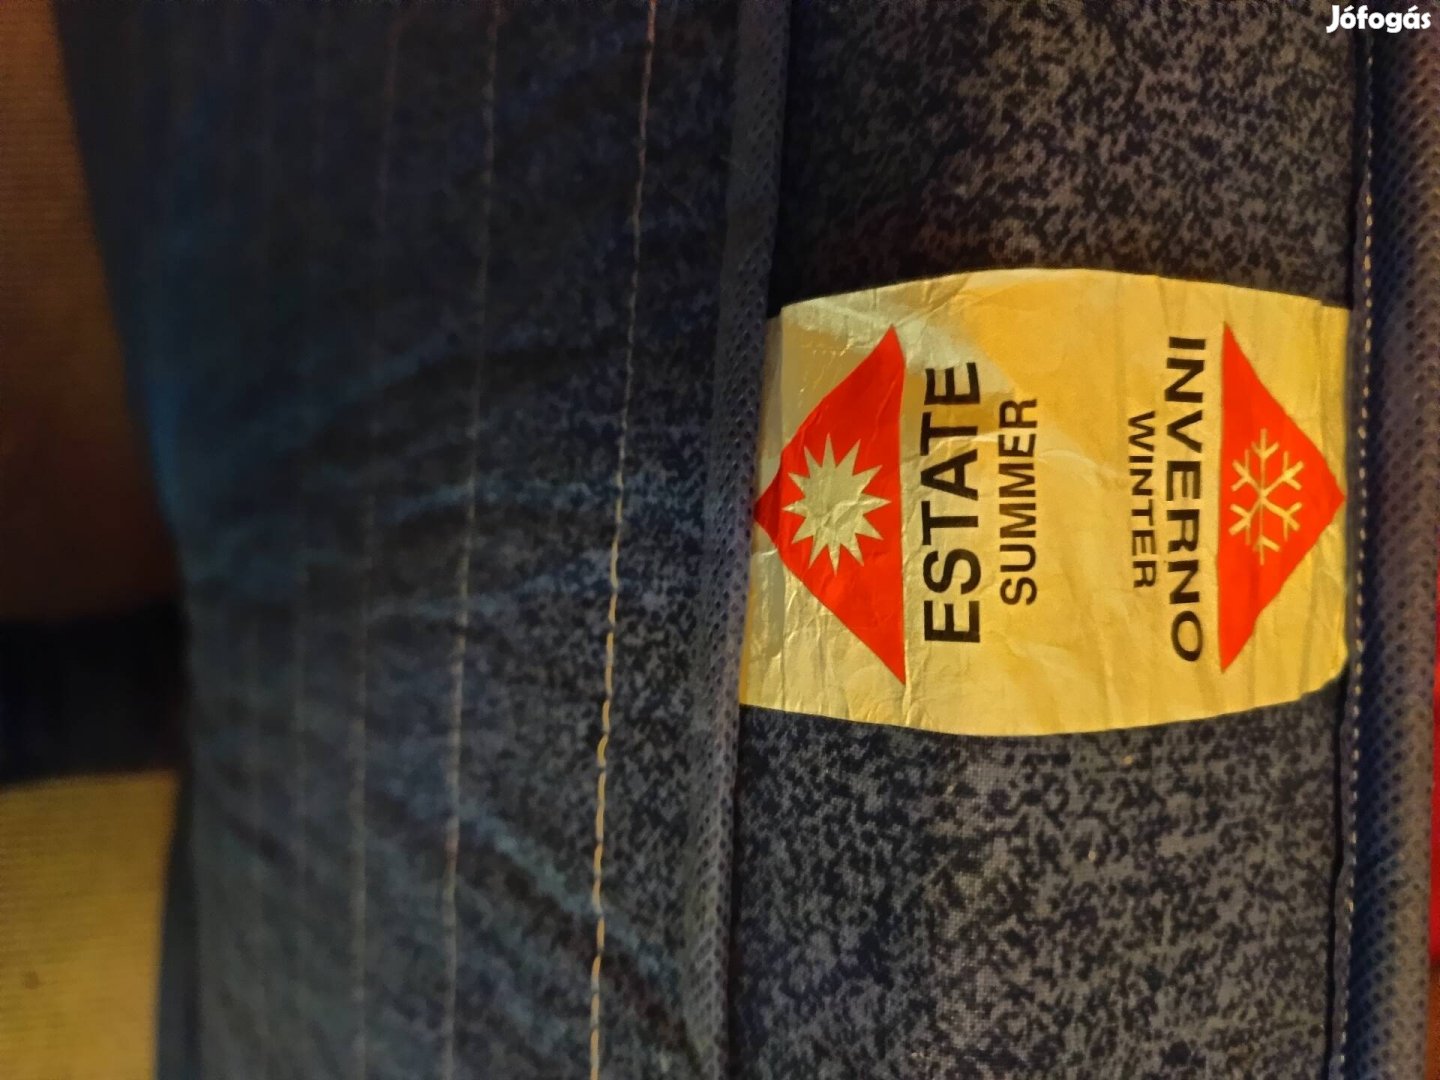 Jófogás
ESTATE
SUMMER
INVERNO
WINTER